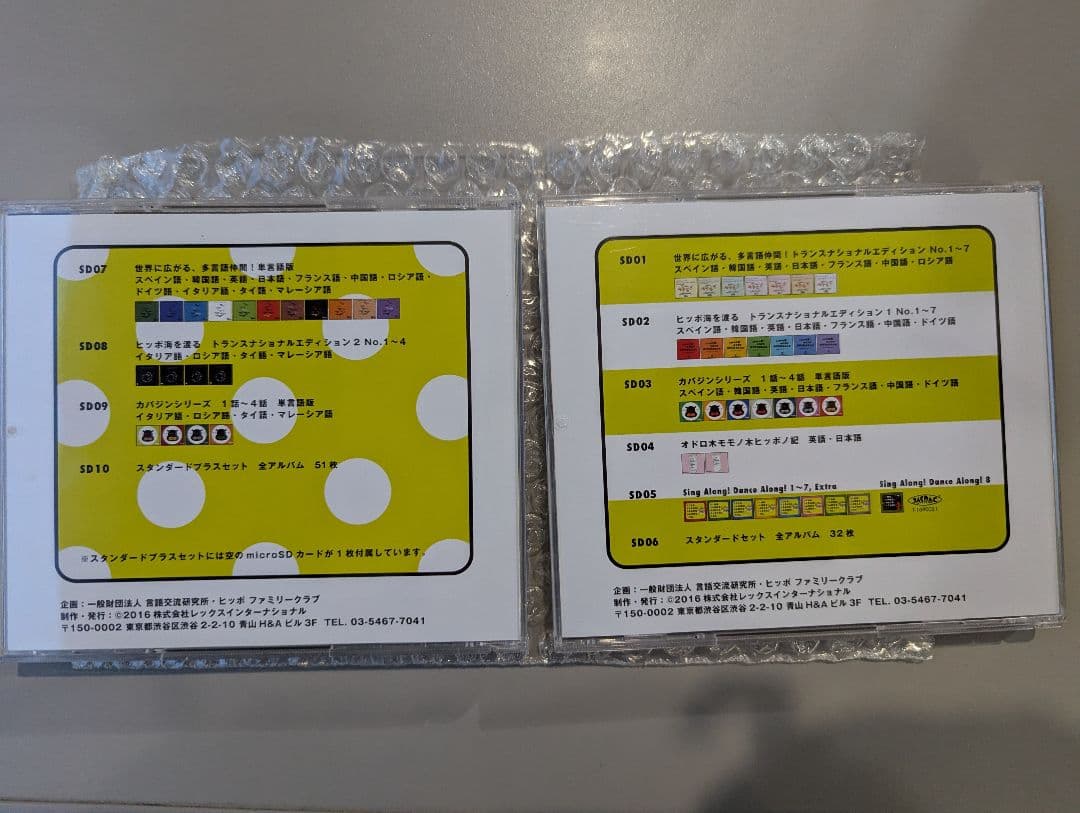 SD07
世界に広がる、多言語仲間！単言語版
スペイン語・韓国語・英語・日本語・フランス語・中国語・ロシア語・
ドイツ語・イタリア語・タイ語・マレーシア語
SD08
ヒッポ海を渡る トランスナショナルエディション2 No.1～4
イタリア語・ロシア語・タイ語・マレーシア語
SD09
カバジンシリーズ 1話～4話 単言語版
イタリア語・ロシア語・タイ語・マレーシア語
SD10
スタンダードプラスセット 全アルバム 51枚
※スタンダードプラスセットには空のmicroSDカードが1枚付属しています。
企画：一般財団法人 言語交流研究所・ヒッポ ファミリークラブ
制作・発行：©2016 株式会社レックスインターナショナル
〒150-0002 東京都渋谷区渋谷 2-2-10 青山 H&A ビル 3F TEL. 03-5467-7041
SD01
世界に広がる、多言語仲間！トランスナショナルエディション No.1～7
スペイン語・韓国語・英語・日本語・フランス語・中国語・ロシア語
SD02
ヒッポ海を渡る トランスナショナルエディション 1 No.1～7
スペイン語・韓国語・英語・日本語・フランス語・中国語・ドイツ語
SD03
カバジンシリーズ 1話～4話 単言語版
スペイン語・韓国語・英語・日本語・フランス語・中国語・ドイツ語
SD04
オドロ木モモノ木ヒッポノ記 英語・日本語
SD05
Sing Along! Dance Along! 1～7, Extra
Sing Along! Dance Along! 8
JASRAC
SD06
スタンダードセット 全アルバム 32枚
企画：一般財団法人 言語交流研究所・ヒッポ ファミリークラブ
制作・発行：©2016 株式会社レックスインターナショナル
〒150-0002 東京都渋谷区渋谷 2-2-10 青山 H&A ビル 3F TEL. 03-5467-7041